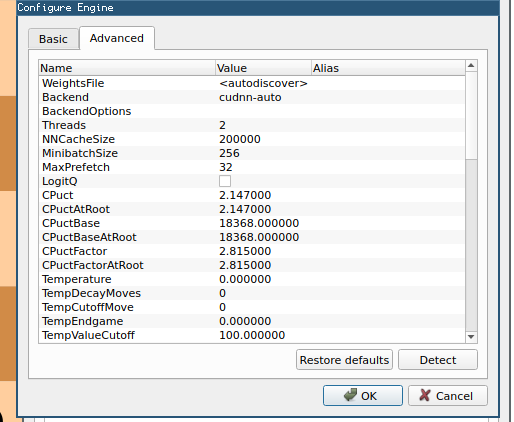 Configure Engine
Basic Advanced
Name Value Alias
WeightsFile <autodiscover>
Backend cudnn-auto
BackendOptions
Threads 2
NNCacheSize 200000
MinibatchSize 256
MaxPrefetch 32
LogitQ
CPuct 2.147000
CPuctAtRoot 2.147000
CPuctBase 18368.000000
CPuctBaseAtRoot 18368.000000
CPuctFactor 2.815000
CPuctFactorAtRoot 2.815000
Temperature 0.000000
TempDecayMoves 0
TempCutoffMove 0
TempEndgame 0.000000
TempValueCutoff 100.000000
Restore defaults Detect
OK Cancel